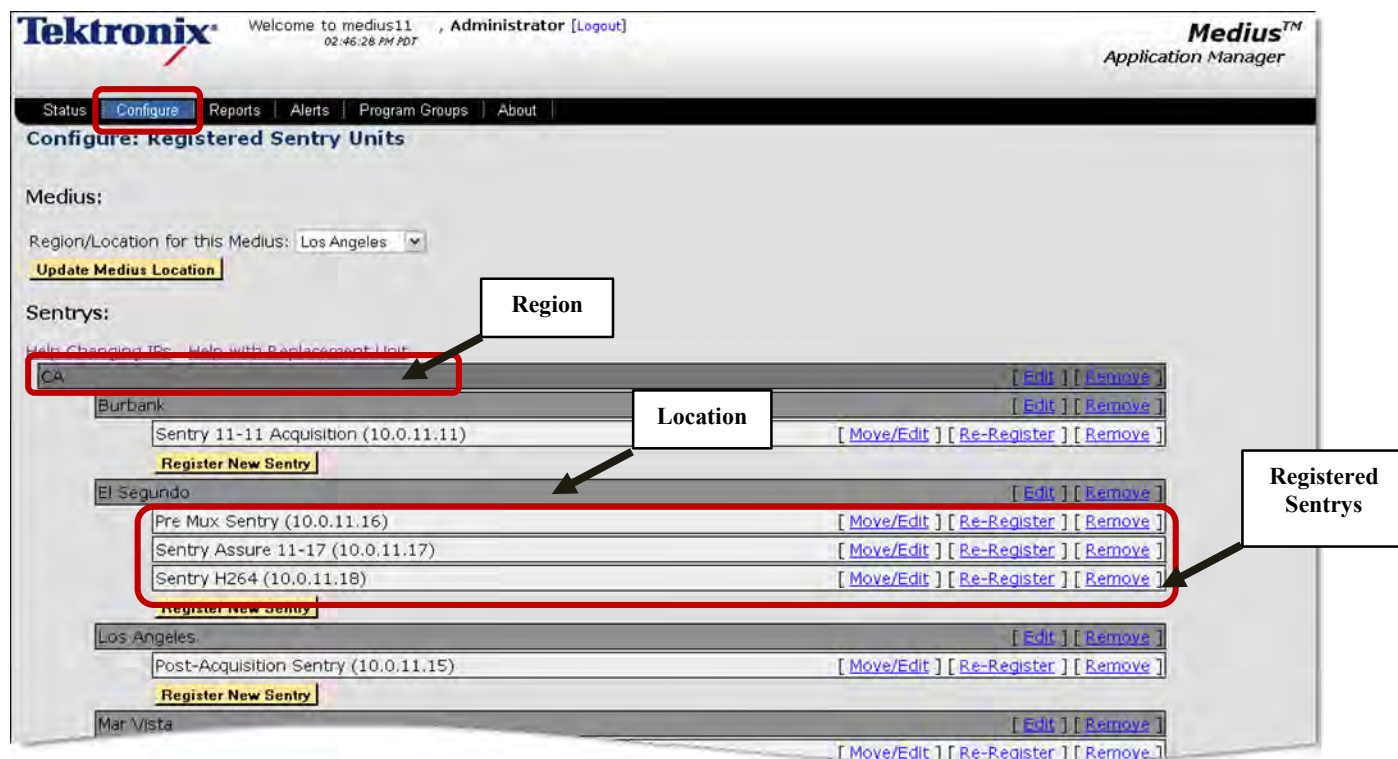 Tektronix Welcome to medius11 , Administrator [Logout] Medius™
02:46:28 PM PDT Application Manager
Status Configure Reports Alerts Program Groups About
Configure: Registered Sentry Units
Medius:
Region/Location for this Medius: Los Angeles
Update Medius Location
Region
Sentrys:
Help Changing IPs Help with Replacement Unit
CA [ Edit ] [ Remove ]
Burbank [ Edit ] [ Remove ]
Location
Sentry 11-11 Acquisition (10.0.11.11) [ Move/Edit ] [ Re-Register ] [ Remove ]
Register New Sentry
Registered
Sentrys
El Segundo [ Edit ] [ Remove ]
Pre Mux Sentry (10.0.11.16) [ Move/Edit ] [ Re-Register ] [ Remove ]
Sentry Assure 11-17 (10.0.11.17) [ Move/Edit ] [ Re-Register ] [ Remove ]
Sentry H264 (10.0.11.18) [ Move/Edit ] [ Re-Register ] [ Remove ]
Register New Sentry
Los Angeles [ Edit ] [ Remove ]
Post-Acquisition Sentry (10.0.11.15) [ Move/Edit ] [ Re-Register ] [ Remove ]
Register New Sentry
Mar Vista [ Edit ] [ Remove ]
[ Move/Edit ] [ Re-Register ] [ Remove ]